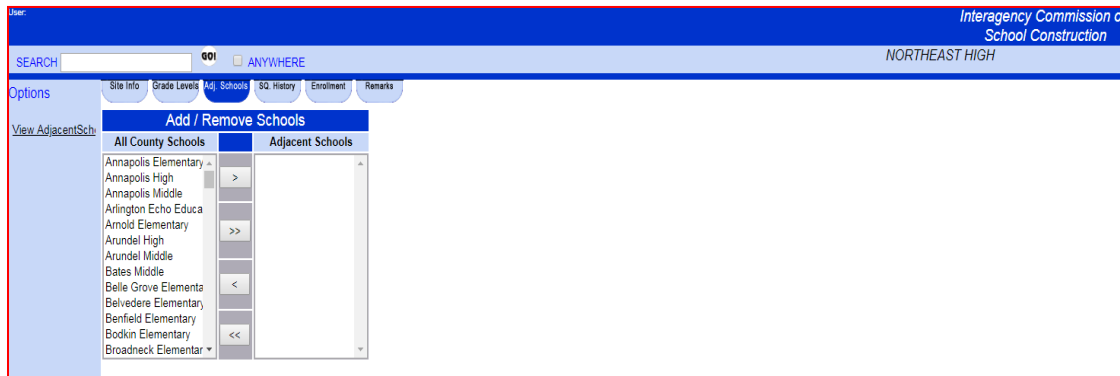 User:
Interagency Commission o
School Construction
SEARCH GO! ANYWHERE
NORTHEAST HIGH
Options
Site Info Grade Levels Adj. Schools SQ. History Enrollment Remarks
View AdjacentSch
Add / Remove Schools
All County Schools Adjacent Schools
Annapolis Elementary
Annapolis High
Annapolis Middle
Arlington Echo Educa
Arnold Elementary
Arundel High
Arundel Middle
Bates Middle
Belle Grove Elementa
Belvedere Elementary
Benfield Elementary
Bodkin Elementary
Broadneck Elementar
>
>>
<
<<